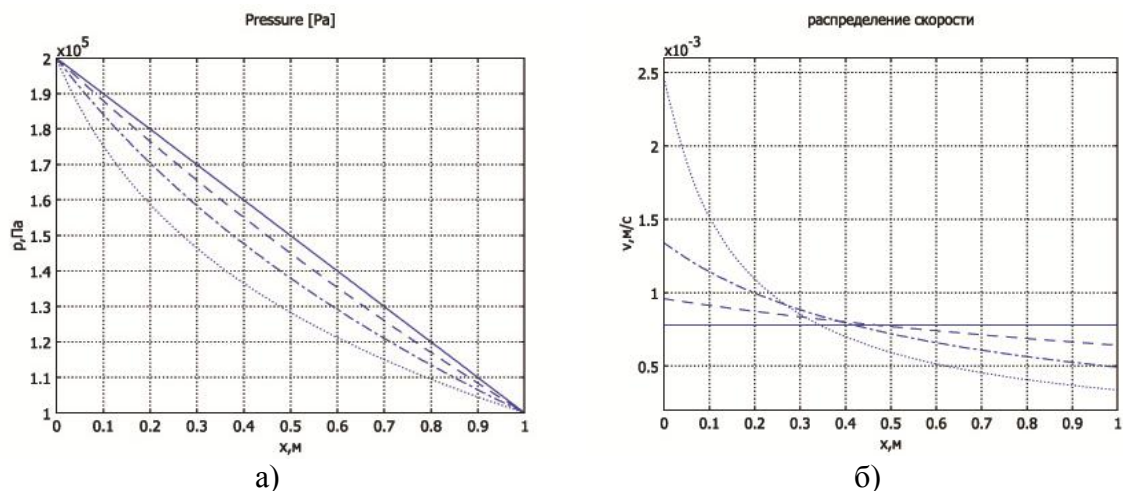 Pressure [Pa]
x10⁵
2
1.9
1.8
1.7
1.6
1.5
1.4
1.3
1.2
1.1
1
p,Па
0 0.1 0.2 0.3 0.4 0.5 0.6 0.7 0.8 0.9 1
x,м
а)
распределение скорости
x10⁻³
2.5
2
1.5
1
0.5
v,м/с
0 0.1 0.2 0.3 0.4 0.5 0.6 0.7 0.8 0.9 1
x,м
б)